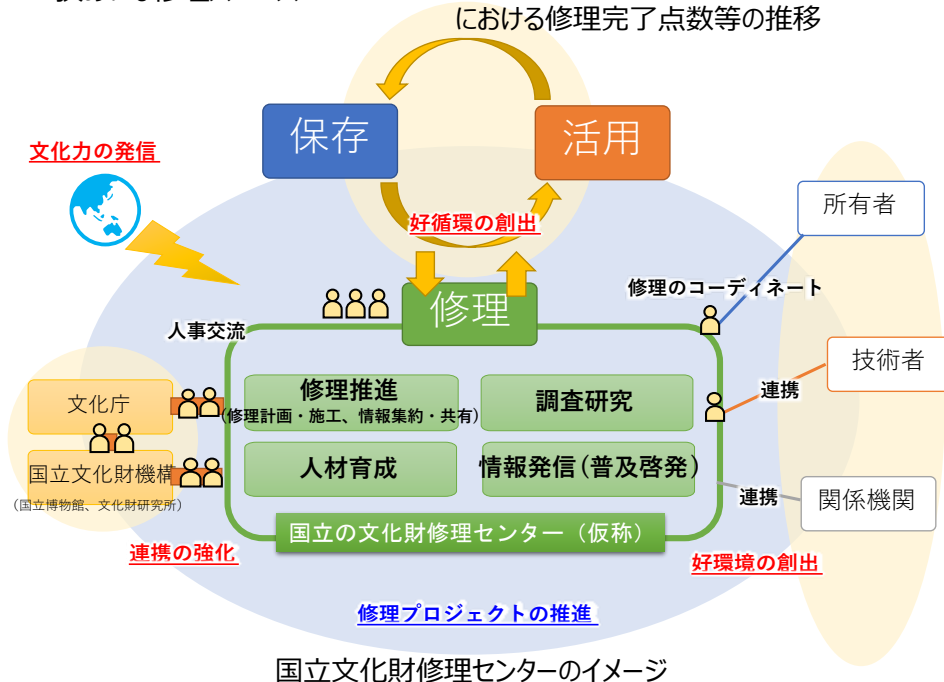 における修理完了点数等の推移
保存
活用
文化力の発信
好循環の創出
所有者
修理のコーディネート
修理
人事交流
技術者
連携
文化庁
修理推進
(修理計画・施工、情報集約・共有)
調査研究
国立文化財機構
(国立博物館、文化財研究所)
人材育成
情報発信(普及啓発)
連携
関係機関
国立の文化財修理センター(仮称)
連携の強化
好環境の創出
修理プロジェクトの推進
国立文化財修理センターのイメージ